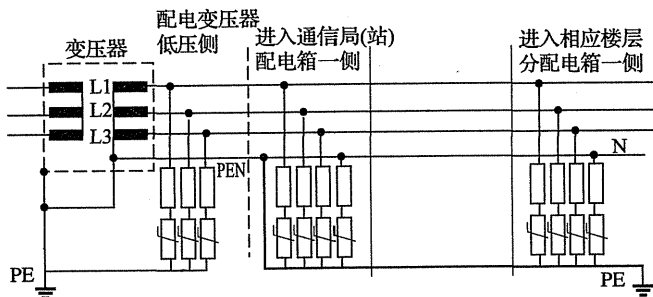 配电变压器
低压侧
变压器
进入通信局(站)
配电箱一侧
进入相应楼层
分配电箱一侧
L1
L2
L3
N
PEN
PE
PE